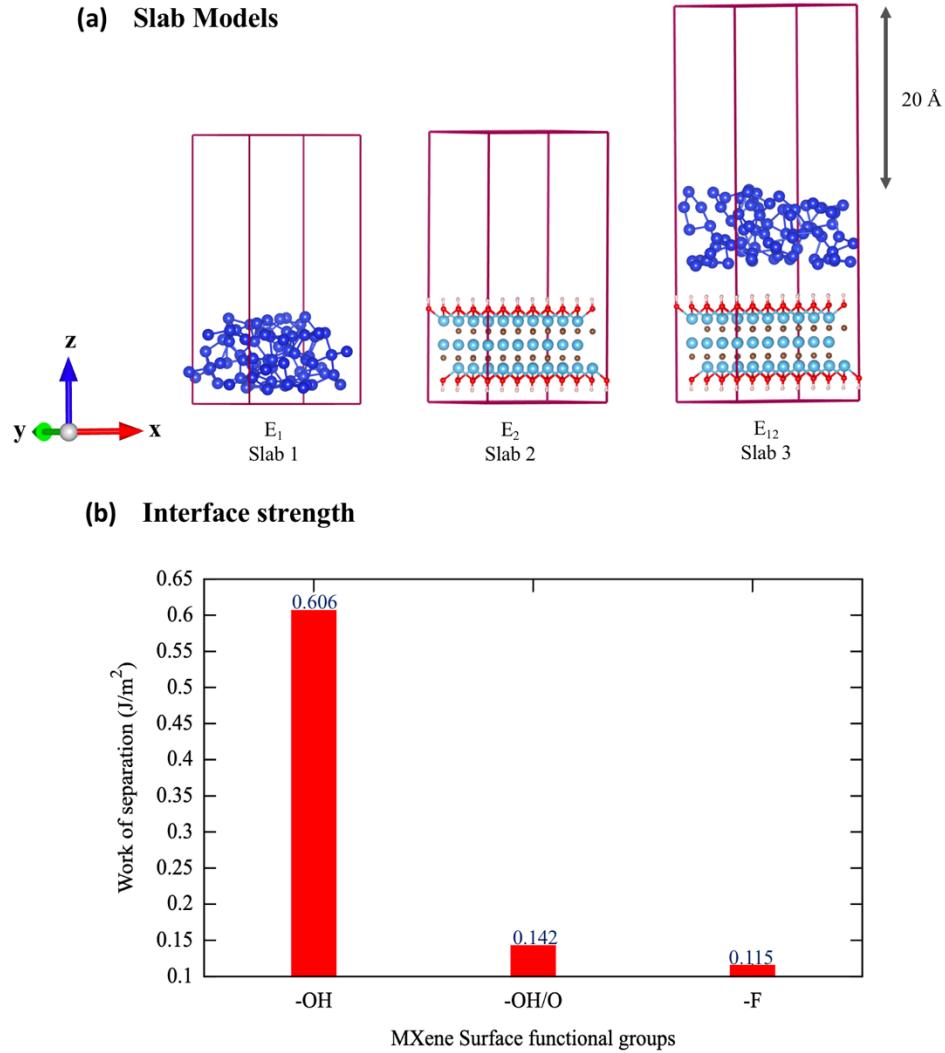 (a) Slab Models
20 Å
z
y
x
E₁
Slab 1
E₂
Slab 2
E₁₂
Slab 3
(b) Interface strength
Work of separation (J/m²)
0.65
0.6
0.55
0.5
0.45
0.4
0.35
0.3
0.25
0.2
0.15
0.1
0.606
0.142
0.115
-OH
-OH/O
-F
MXene Surface functional groups